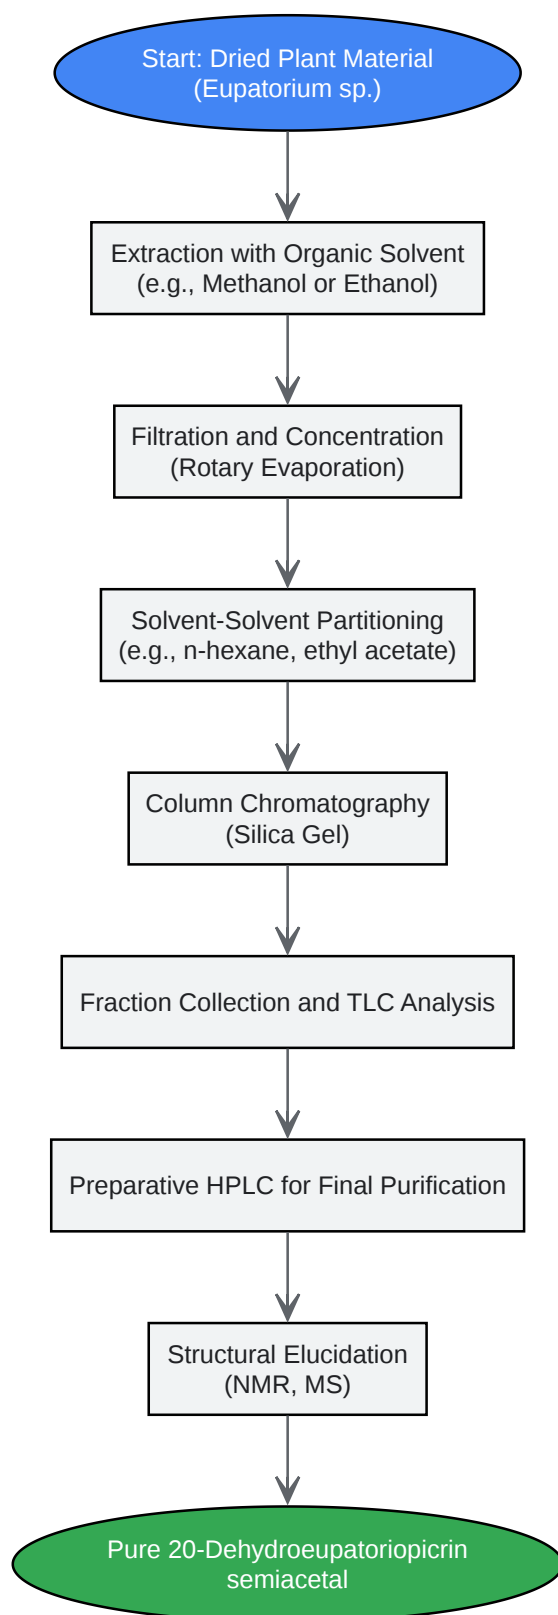 Start: Dried Plant Material
(Eupatorium sp.)
Extraction with Organic Solvent
(e.g., Methanol or Ethanol)
Filtration and Concentration
(Rotary Evaporation)
Solvent-Solvent Partitioning
(e.g., n-hexane, ethyl acetate)
Column Chromatography
(Silica Gel)
Fraction Collection and TLC Analysis
Preparative HPLC for Final Purification
Structural Elucidation
(NMR, MS)
Pure 20-Dehydroeupatoriopicrin
semiacetal